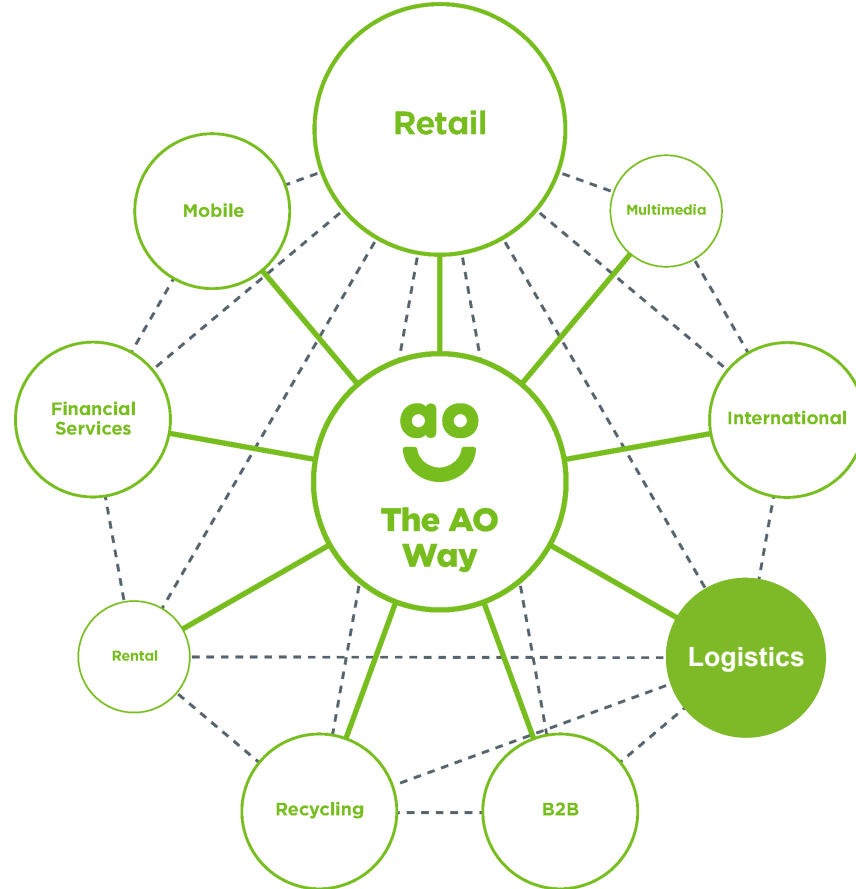 Retail
Mobile
Multimedia
Financial
Services
International
ao
The AO
Way
Rental
Logistics
Recycling
B2B